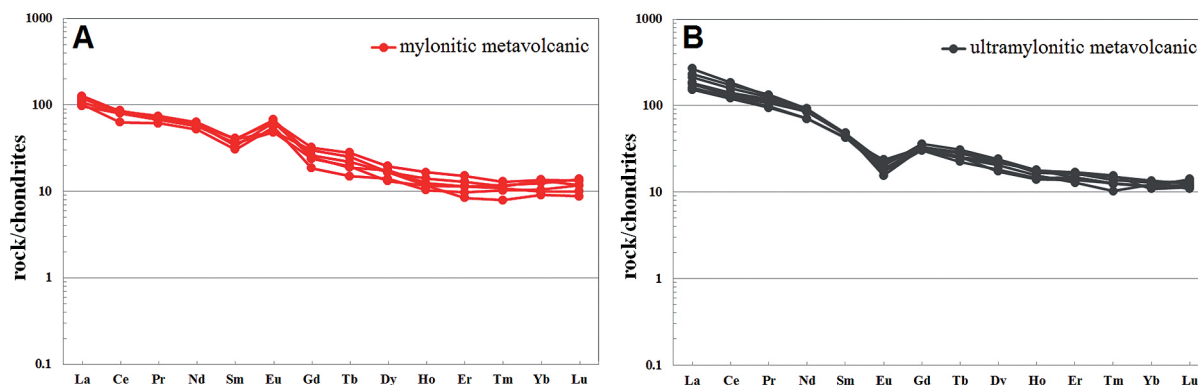 A
mylonitic metavolcanic
rock/chondrites
1000
100
10
1
0.1
La Ce Pr Nd Sm Eu Gd Tb Dy Ho Er Tm Yb Lu
B
ultramylonitic metavolcanic
rock/chondrites
1000
100
10
1
0.1
La Ce Pr Nd Sm Eu Gd Tb Dy Ho Er Tm Yb Lu